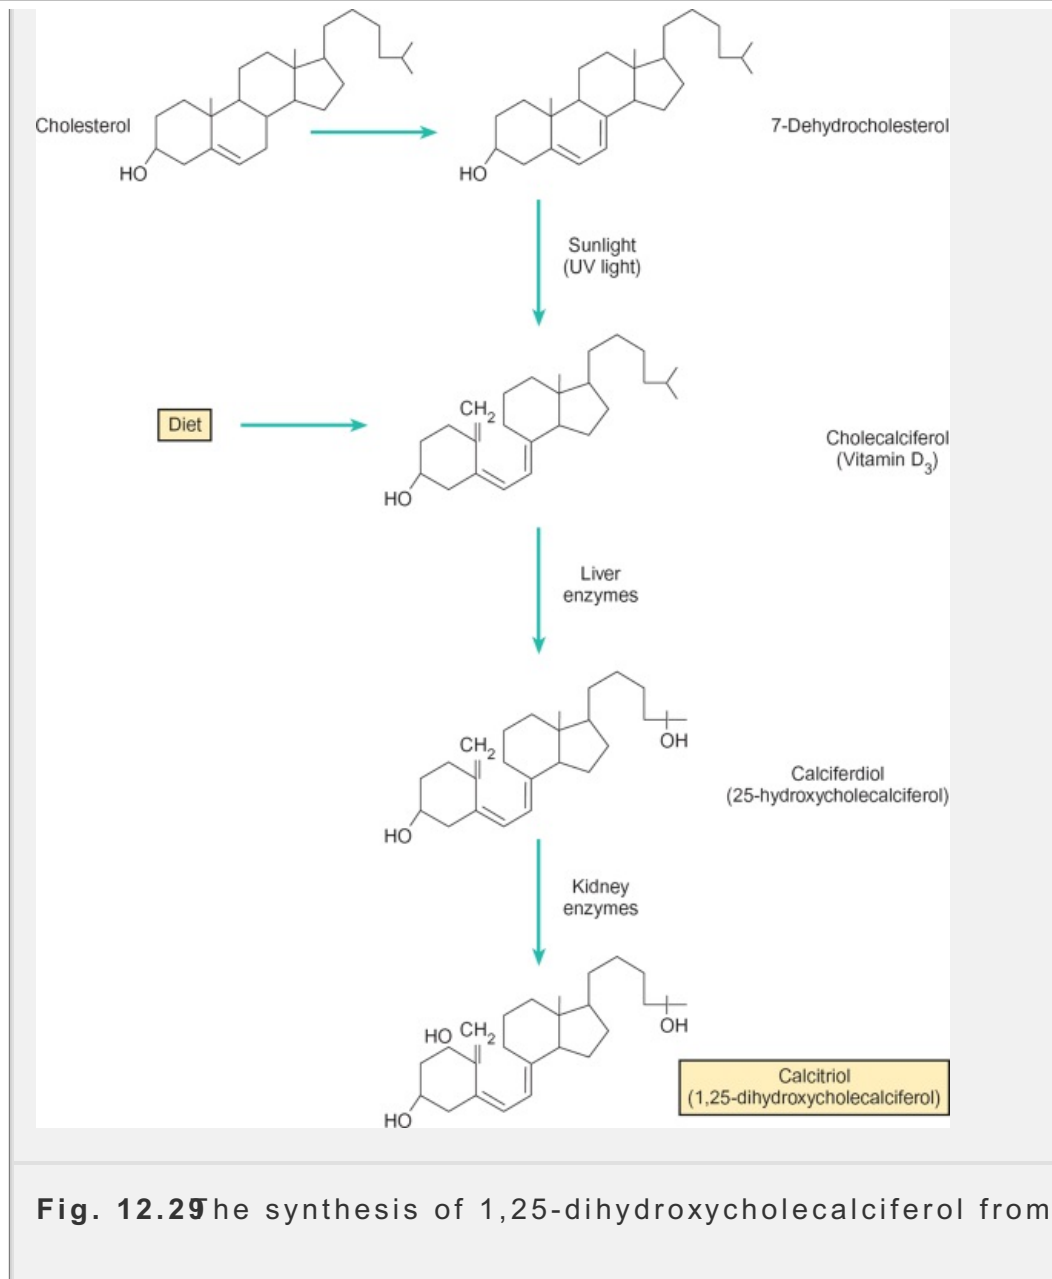 Cholesterol
HO
HO
7-Dehydrocholesterol
Sunlight
(UV light)
Diet
CH2
HO
Cholecalciferol
(Vitamin D3)
Liver
enzymes
CH2
OH
HO
Calciferdiol
(25-hydroxycholecalciferol)
Kidney
enzymes
HO CH2
OH
HO
Calcitriol
(1,25-dihydroxycholecalciferol)
Fig. 12.29 The synthesis of 1,25-dihydroxycholecalciferol from